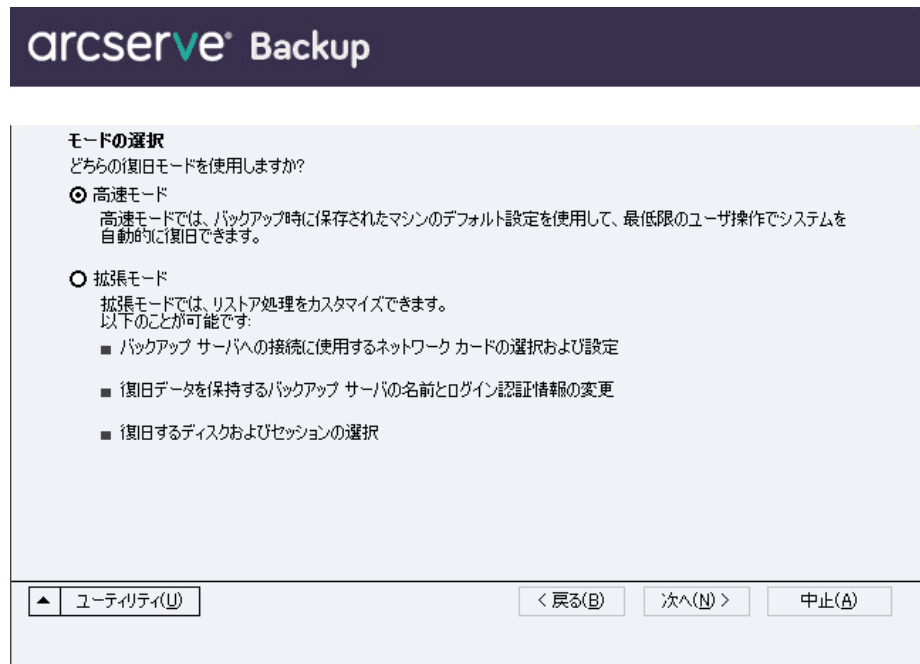 arcserve® Backup
モードの選択
どちらの復旧モードを使用しますか?
高速モード
高速モードでは、バックアップ時に保存されたマシンのデフォルト設定を使用して、最低限のユーザ操作でシステムを
自動的に復旧できます。
拡張モード
拡張モードでは、リストア処理をカスタマイズできます。
以下のことが可能です:
■ バックアップ サーバへの接続に使用するネットワーク カードの選択および設定
■ 復旧データを保持するバックアップ サーバの名前とログイン認証情報の変更
■ 復旧するディスクおよびセッションの選択
▲ ユーティリティ(U) < 戻る(B) 次へ(N) > 中止(A)